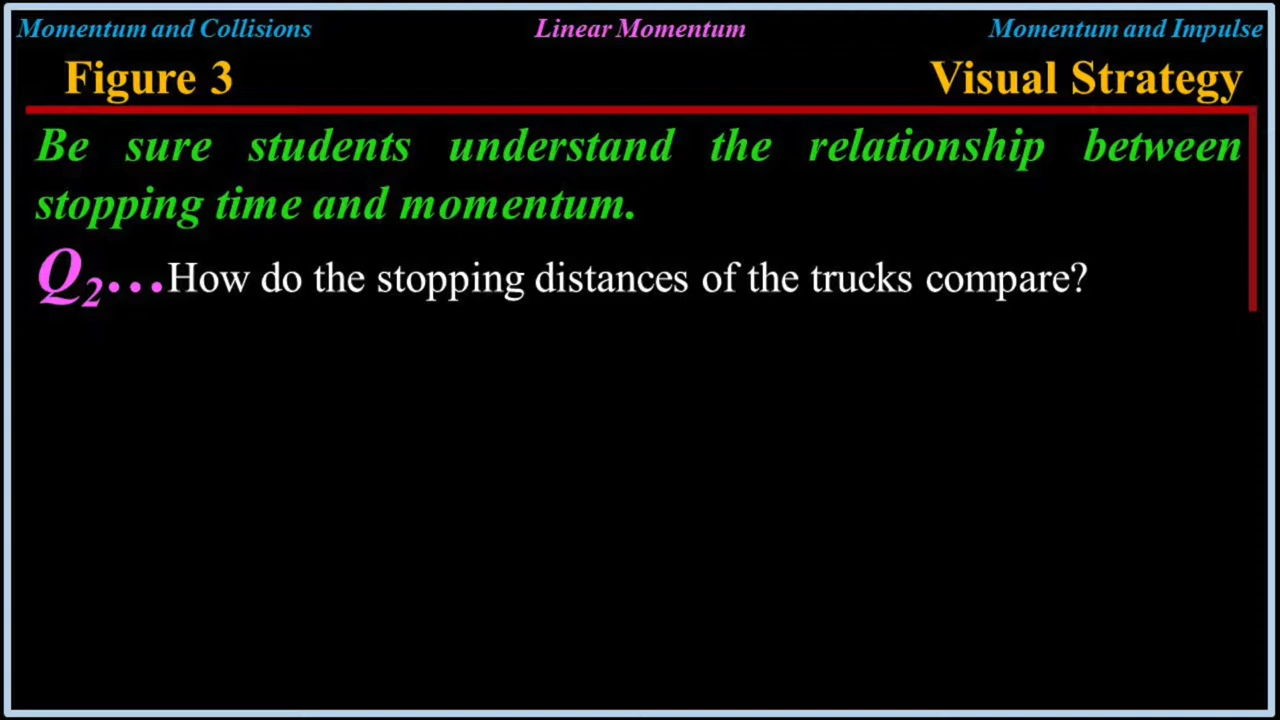 Momentum and Collisions Linear Momentum Momentum and Impulse
Figure 3 Visual Strategy
Be sure students understand the relationship between
stopping time and momentum.
Q2…How do the stopping distances of the trucks compare?